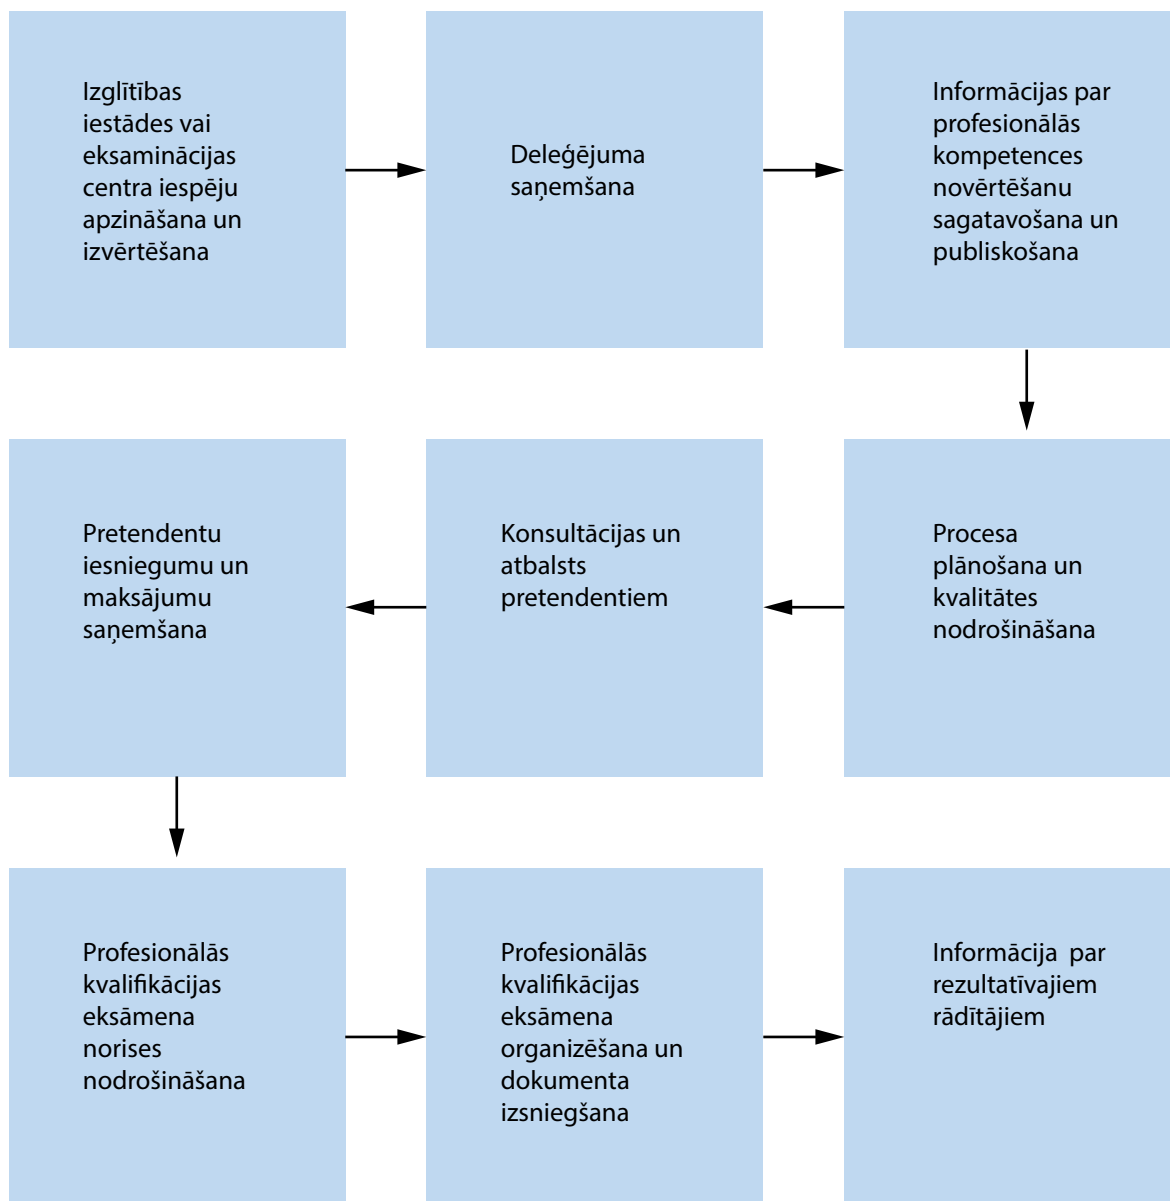 Izglītības
iestādes vai
eksaminācijas
centra iespēju
apzināšana un
izvērtēšana
Deleģējuma
saņemšana
Informācijas par
profesionālās
kompetences
novērtēšanu
sagatavošana un
publiskošana
Procesa
plānošana un
kvalitātes
nodrošināšana
Konsultācijas un
atbalsts
pretendentiem
Pretendentu
iesniegumu un
maksājumu
saņemšana
Profesionālās
kvalifikācijas
eksāmena
norises
nodrošināšana
Profesionālās
kvalifikācijas
eksāmena
organizēšana un
dokumenta
izsniegšana
Informācija par
rezultatīvajiem
rādītājiem